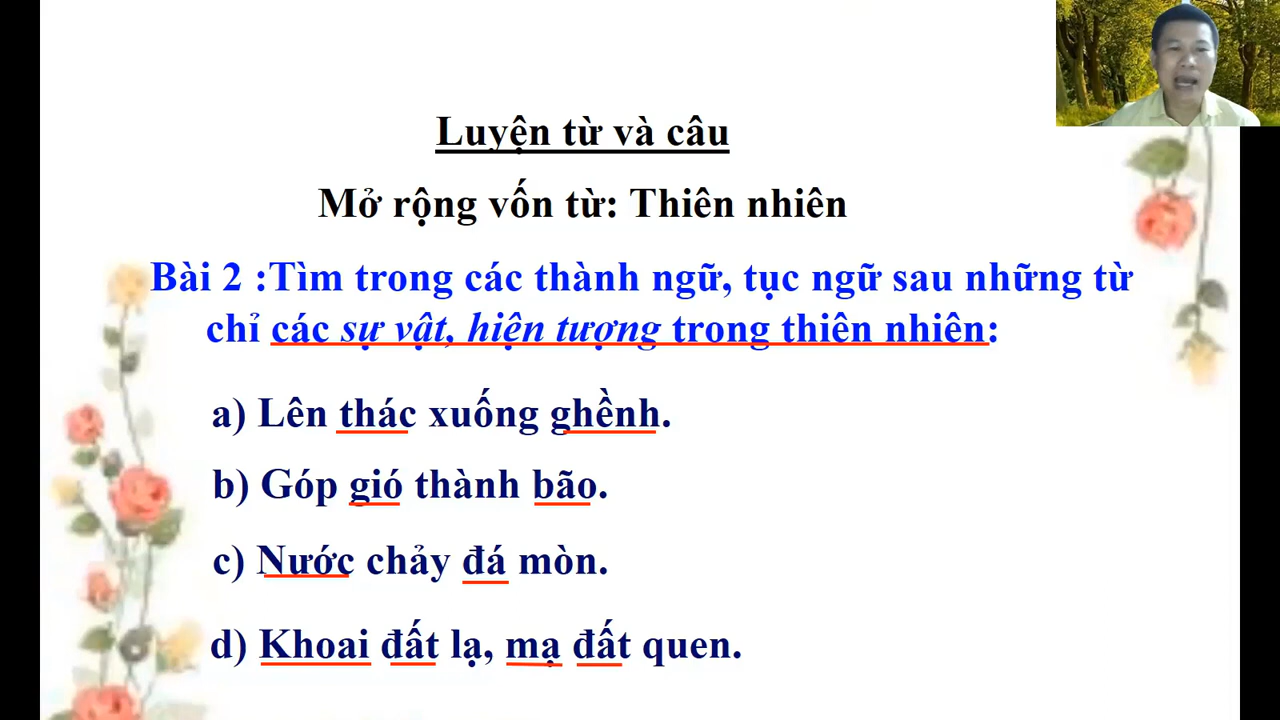 Luyện từ và câu
Mở rộng vốn từ: Thiên nhiên
Bài 2 :Tìm trong các thành ngữ, tục ngữ sau những từ
chỉ các sự vật, hiện tượng trong thiên nhiên:
a) Lên thác xuống ghềnh.
b) Góp gió thành bão.
c) Nước chảy đá mòn.
d) Khoai đất lạ, mạ đất quen.